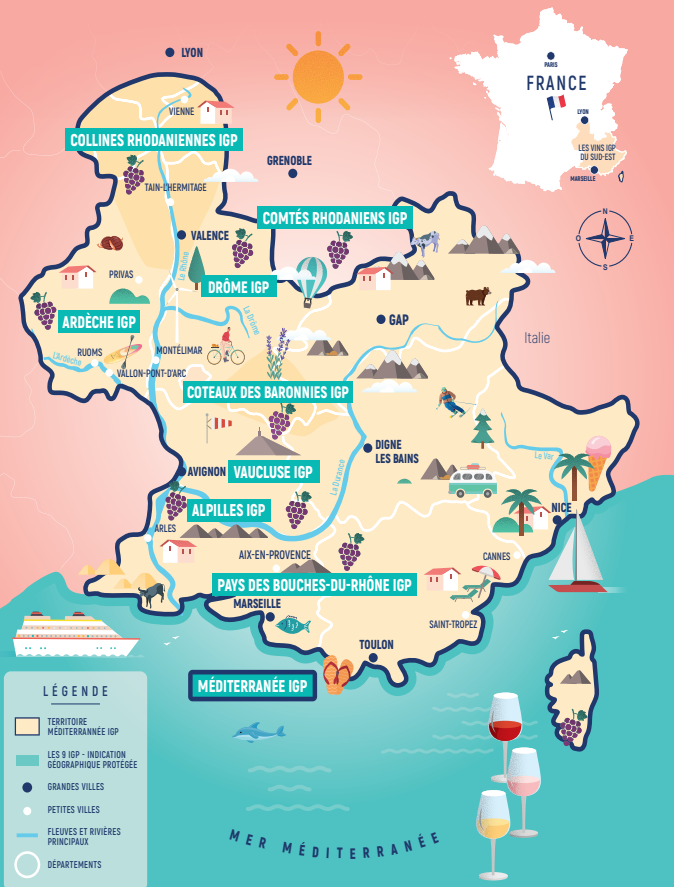 LYON
PARIS
FRANCE
LYON
LES VINS IGP
DU SUD-EST
MARSEILLE
VIENNE
COLLINES RHODANIENNES IGP
GRENOBLE
TAIN-L'HERMITAGE
COMTÉS RHODANIENS IGP
N
O
E
S
VALENCE
Le Rhône
PRIVAS
DRÔME IGP
La Drôme
ARDÈCHE IGP
GAP
Italie
L'Ardèche
RUOMS
MONTÉLIMAR
VALLON-PONT-D'ARC
COTEAUX DES BARONNIES IGP
DIGNE
LES BAINS
La Durance
Le Var
AVIGNON
VAUCLUSE IGP
ALPILLES IGP
NICE
ARLES
AIX-EN-PROVENCE
CANNES
PAYS DES BOUCHES-DU-RHÔNE IGP
MARSEILLE
SAINT-TROPEZ
TOULON
MÉDITERRANÉE IGP
LÉGENDE
TERRITOIRE
MÉDITERRANNÉE IGP
LES 9 IGP - INDICATION
GÉOGRAPHIQUE PROTÉGÉE
GRANDES VILLES
PETITES VILLES
FLEUVES ET RIVIÈRES
PRINCIPAUX
DÉPARTEMENTS
MER MÉDITERRANÉE